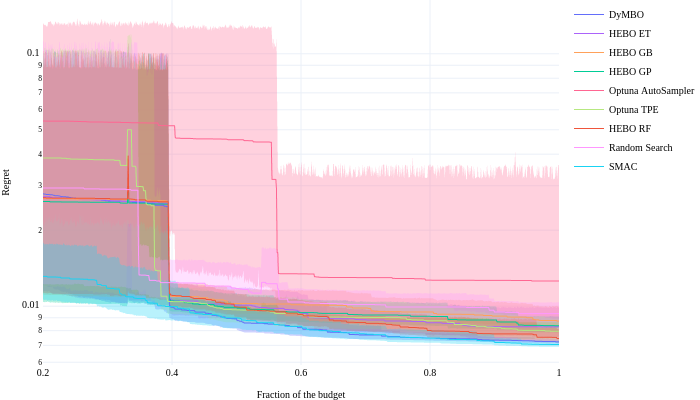 DyMBO
HEBO ET
HEBO GB
HEBO GP
Optuna AutoSampler
Optuna TPE
HEBO RF
Random Search
SMAC
Regret
0.1
9
8
7
6
5
4
3
2
0.01
9
8
7
6
0.2
0.4
0.6
0.8
1
Fraction of the budget